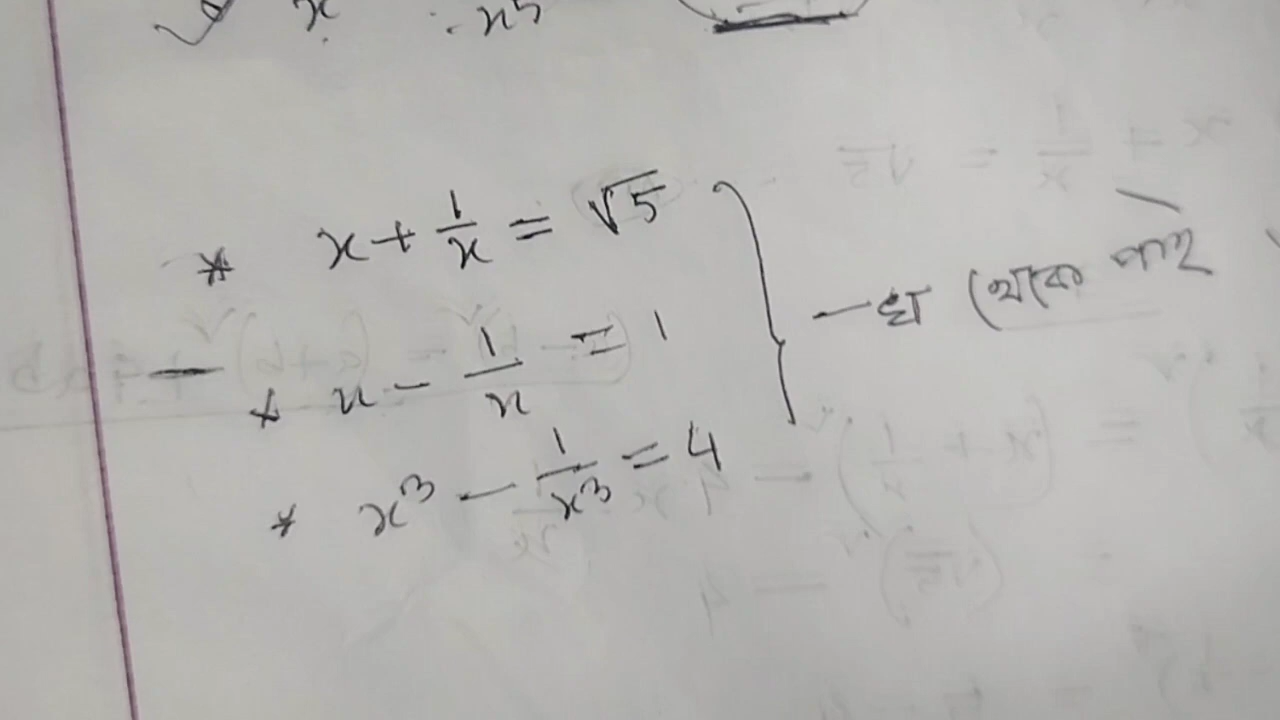 * x + 1/x = √5
* x - 1/x = 1
* x³ - 1/x³ = 4
— ঘ থেকে পাই